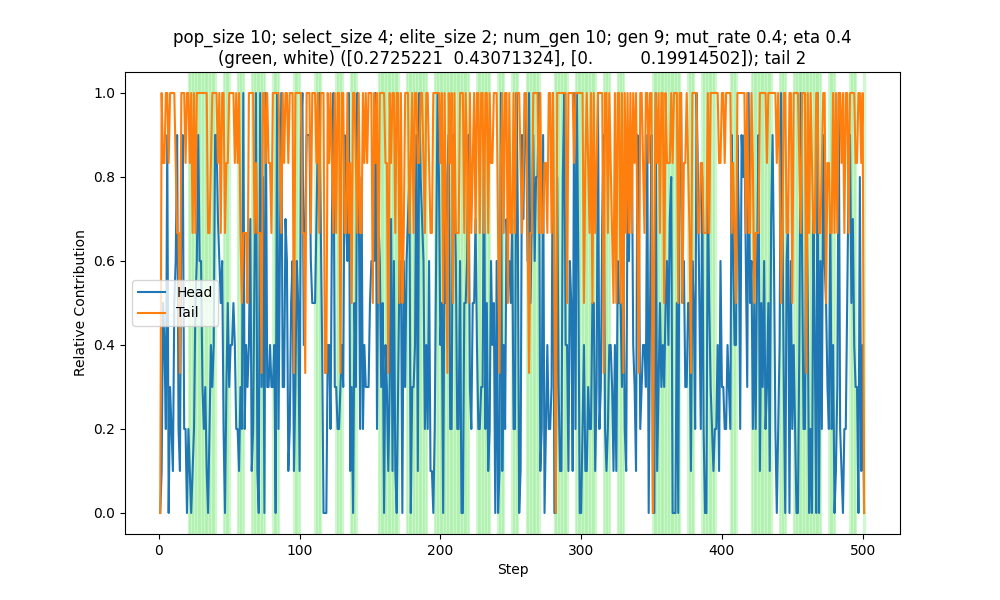 pop_size 10; select_size 4; elite_size 2; num_gen 10; gen 9; mut_rate 0.4; eta 0.4
(green, white) ([0.2725221  0.43071324], [0.         0.19914502]); tail 2
1.0
0.8
0.6
0.4
0.2
0.0
Relative Contribution
Head
Tail
0 100 200 300 400 500
Step